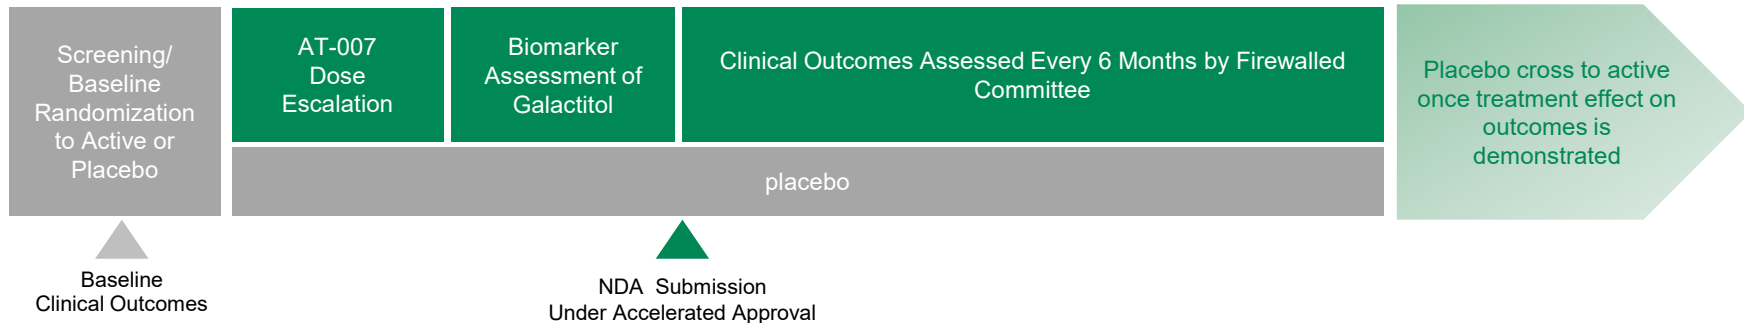 Screening/
Baseline
Randomization
to Active or
Placebo
AT-007
Dose
Escalation
Biomarker
Assessment of
Galactitol
Clinical Outcomes Assessed Every 6 Months by Firewalled
Committee
Placebo cross to active
once treatment effect on
outcomes is
demonstrated
placebo
Baseline
Clinical Outcomes
NDA Submission
Under Accelerated Approval